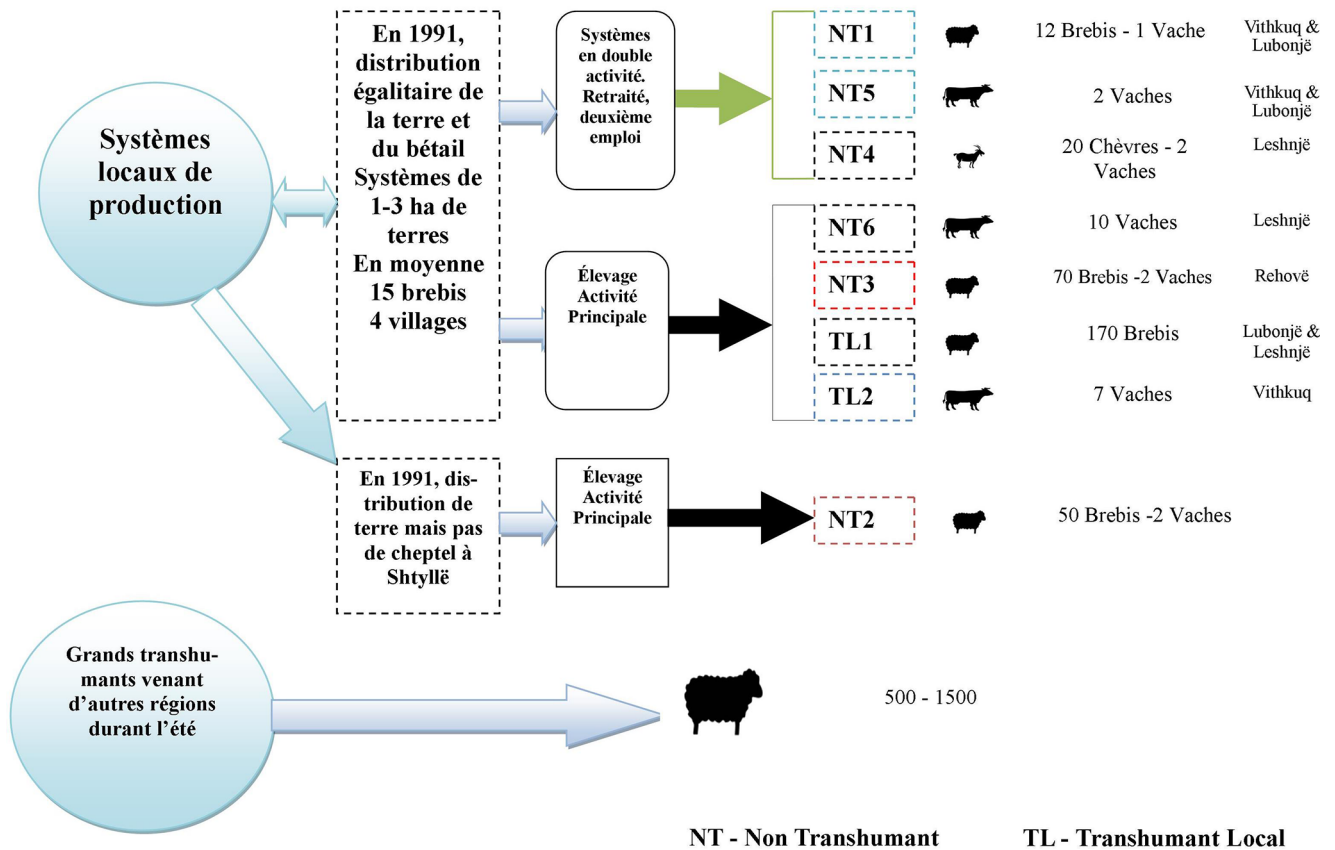 Systèmes
locaux de
production
En 1991,
distribution
égalitaire de
la terre et
du bétail
Systèmes de
1-3 ha de
terres
En moyenne
15 brebis
4 villages
Systèmes
en double
activité.
Retraité,
deuxième
emploi
NT1
12 Brebis - 1 Vache
Vithkuq &
Lubonjë
NT5
2 Vaches
Vithkuq &
Lubonjë
NT4
20 Chèvres - 2
Vaches
Leshnjë
Élevage
Activité
Principale
NT6
10 Vaches
Leshnjë
NT3
70 Brebis -2 Vaches
Rehovë
TL1
170 Brebis
Lubonjë &
Leshnjë
TL2
7 Vaches
Vithkuq
En 1991, dis-
tribution de
terre mais pas
de cheptel à
Shtyllë
Élevage
Activité
Principale
NT2
50 Brebis -2 Vaches
Grands transhu-
mants venant
d’autres régions
durant l’été
500 - 1500
NT - Non Transhumant
TL - Transhumant Local